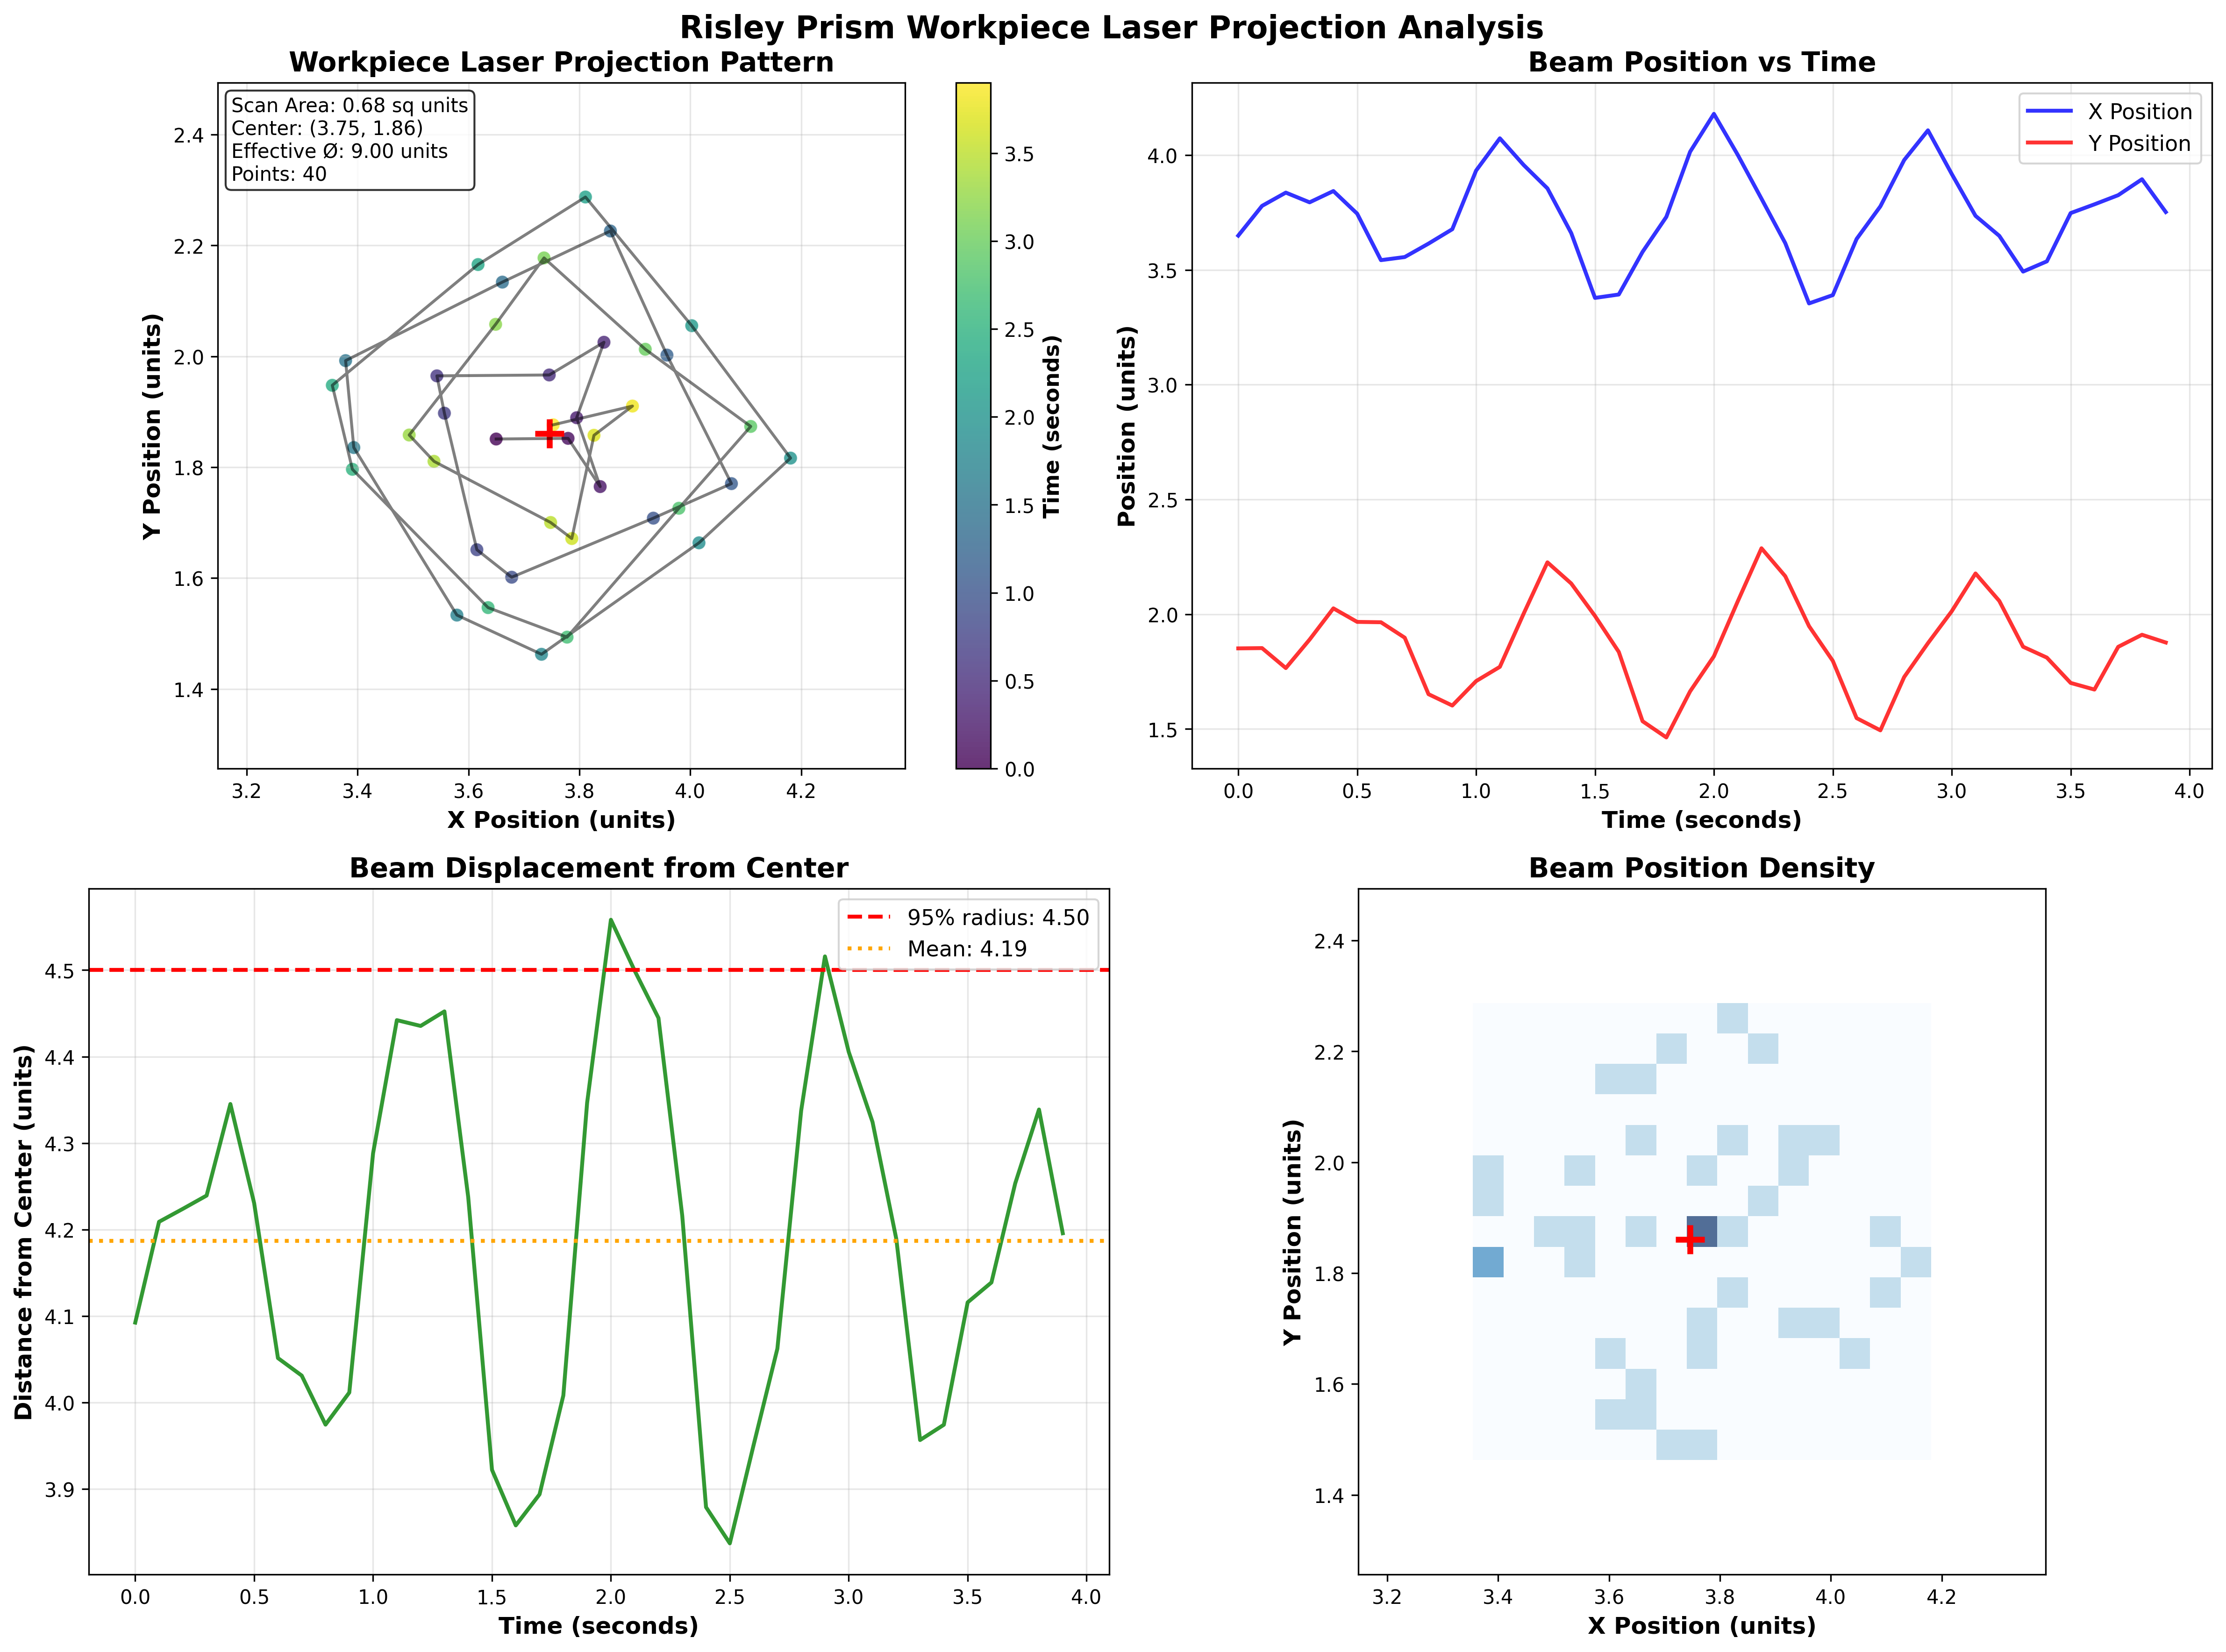 Risley Prism Workpiece Laser Projection Analysis
Workpiece Laser Projection Pattern
Scan Area: 0.68 sq units
Center: (3.75, 1.86)
Effective Ø: 9.00 units
Points: 40
2.4
2.2
2.0
1.8
1.6
1.4
Y Position (units)
3.2 3.4 3.6 3.8 4.0 4.2
X Position (units)
3.5
3.0
2.5
2.0
1.5
1.0
0.5
0.0
Time (seconds)
Beam Position vs Time
X Position
Y Position
4.0
3.5
3.0
2.5
2.0
1.5
Position (units)
0.0 0.5 1.0 1.5 2.0 2.5 3.0 3.5 4.0
Time (seconds)
Beam Displacement from Center
95% radius: 4.50
Mean: 4.19
4.5
4.4
4.3
4.2
4.1
4.0
3.9
Distance from Center (units)
0.0 0.5 1.0 1.5 2.0 2.5 3.0 3.5 4.0
Time (seconds)
Beam Position Density
2.4
2.2
2.0
1.8
1.6
1.4
Y Position (units)
3.2 3.4 3.6 3.8 4.0 4.2
X Position (units)